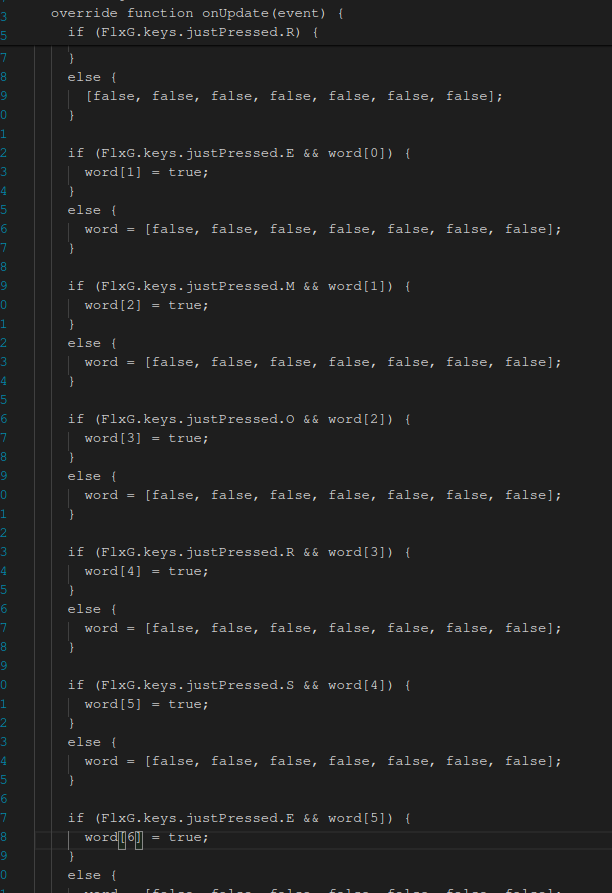 3 override function onUpdate(event) {
5 if (FlxG.keys.justPressed.R) {
7 }
8 else {
9 [false, false, false, false, false, false, false];
0 }
1
2 if (FlxG.keys.justPressed.E && word[0]) {
3 word[1] = true;
4 }
5 else {
6 word = [false, false, false, false, false, false, false];
7 }
8
9 if (FlxG.keys.justPressed.M && word[1]) {
0 word[2] = true;
1 }
2 else {
3 word = [false, false, false, false, false, false, false];
4 }
5
6 if (FlxG.keys.justPressed.O && word[2]) {
7 word[3] = true;
8 }
9 else {
0 word = [false, false, false, false, false, false, false];
1 }
2
3 if (FlxG.keys.justPressed.R && word[3]) {
4 word[4] = true;
5 }
6 else {
7 word = [false, false, false, false, false, false, false];
8 }
9
0 if (FlxG.keys.justPressed.S && word[4]) {
1 word[5] = true;
2 }
3 else {
4 word = [false, false, false, false, false, false, false];
5 }
6
7 if (FlxG.keys.justPressed.E && word[5]) {
8 word[6] = true;
9 }
0 else {